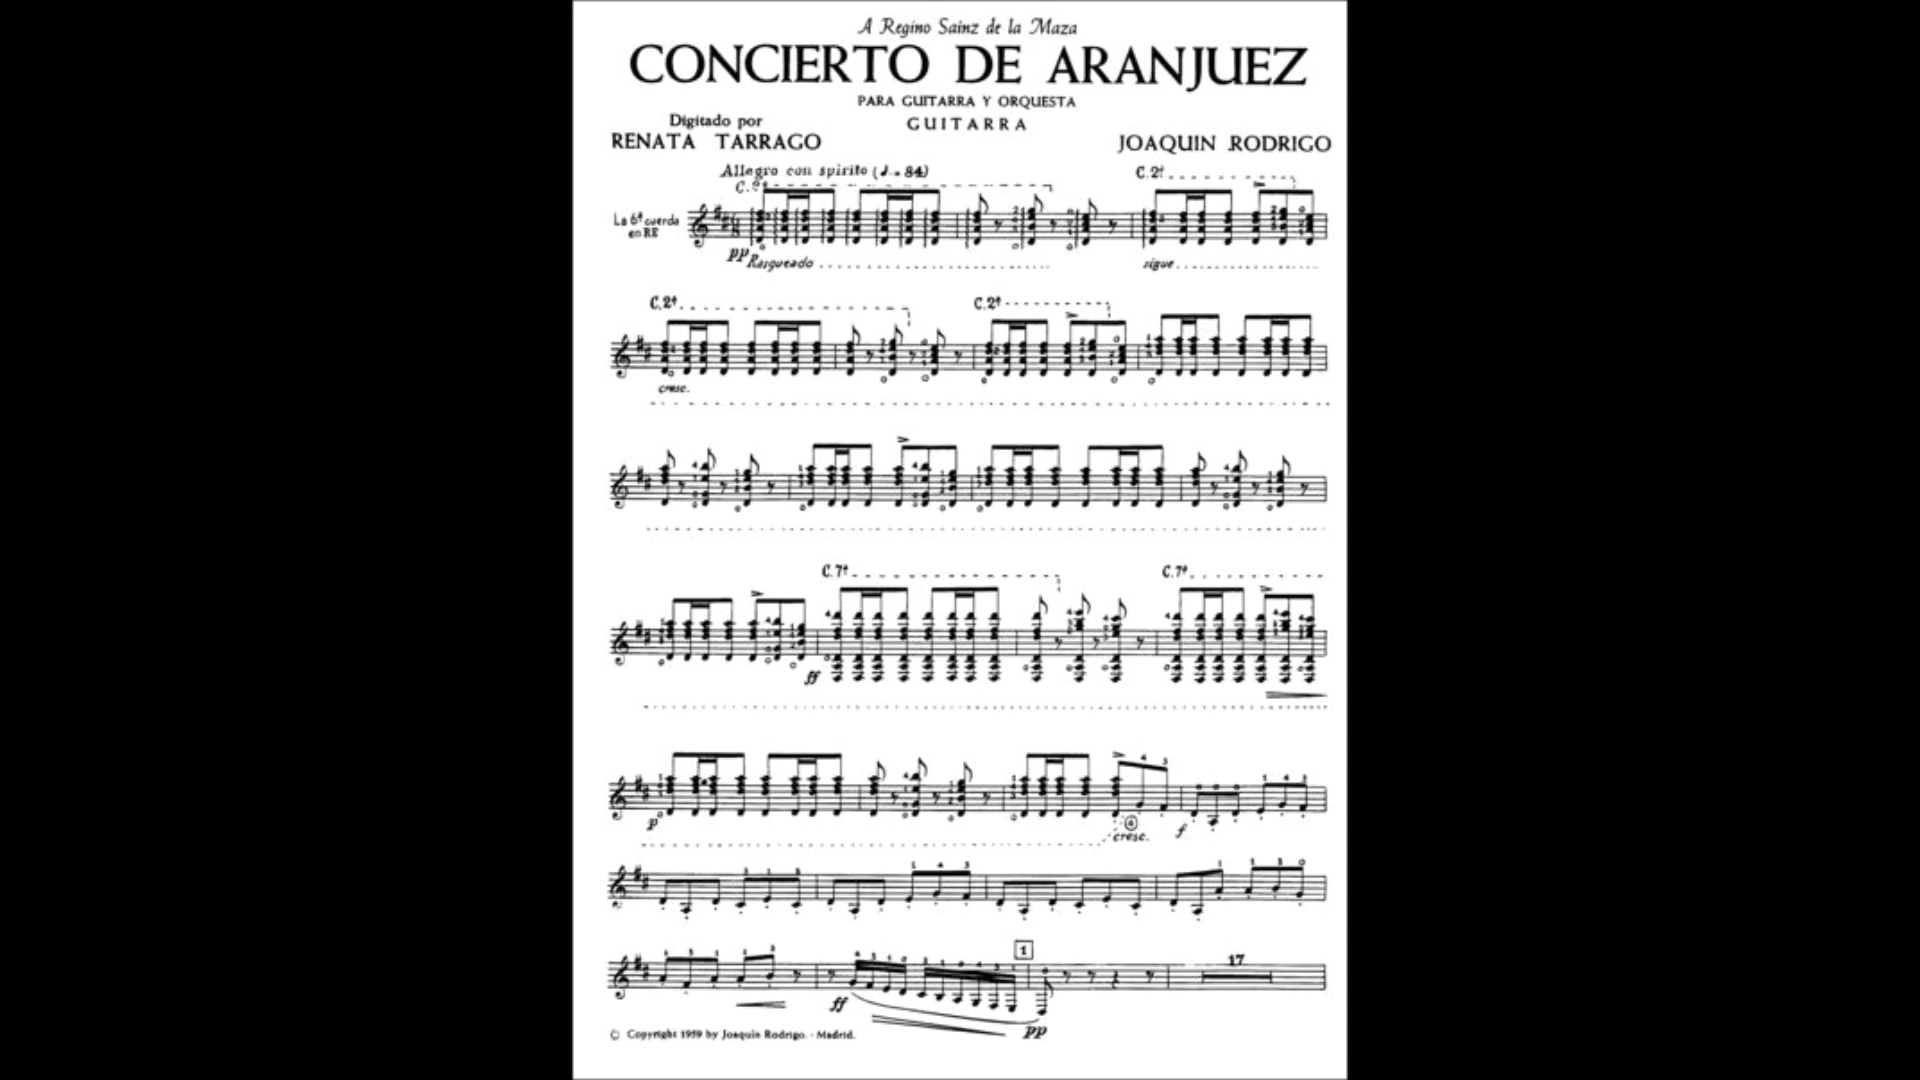 A Regino Sainz de la Maza
CONCIERTO DE ARANJUEZ
PARA GUITARRA Y ORQUESTA
GUITARRA
Digitado por
RENATA TARRAGO
JOAQUIN RODRIGO
Allegro con spirito (♩. = 84)
C.2ª
C.2ª
La 6ª cuerda
en RE
pp Rasgueado
sigue
C.2ª
C.2ª
cresc.
C.7ª
C.7ª
ff
p
4
cresc.
f
1
17
ff
pp
© Copyright 1959 by Joaquín Rodrigo. - Madrid.